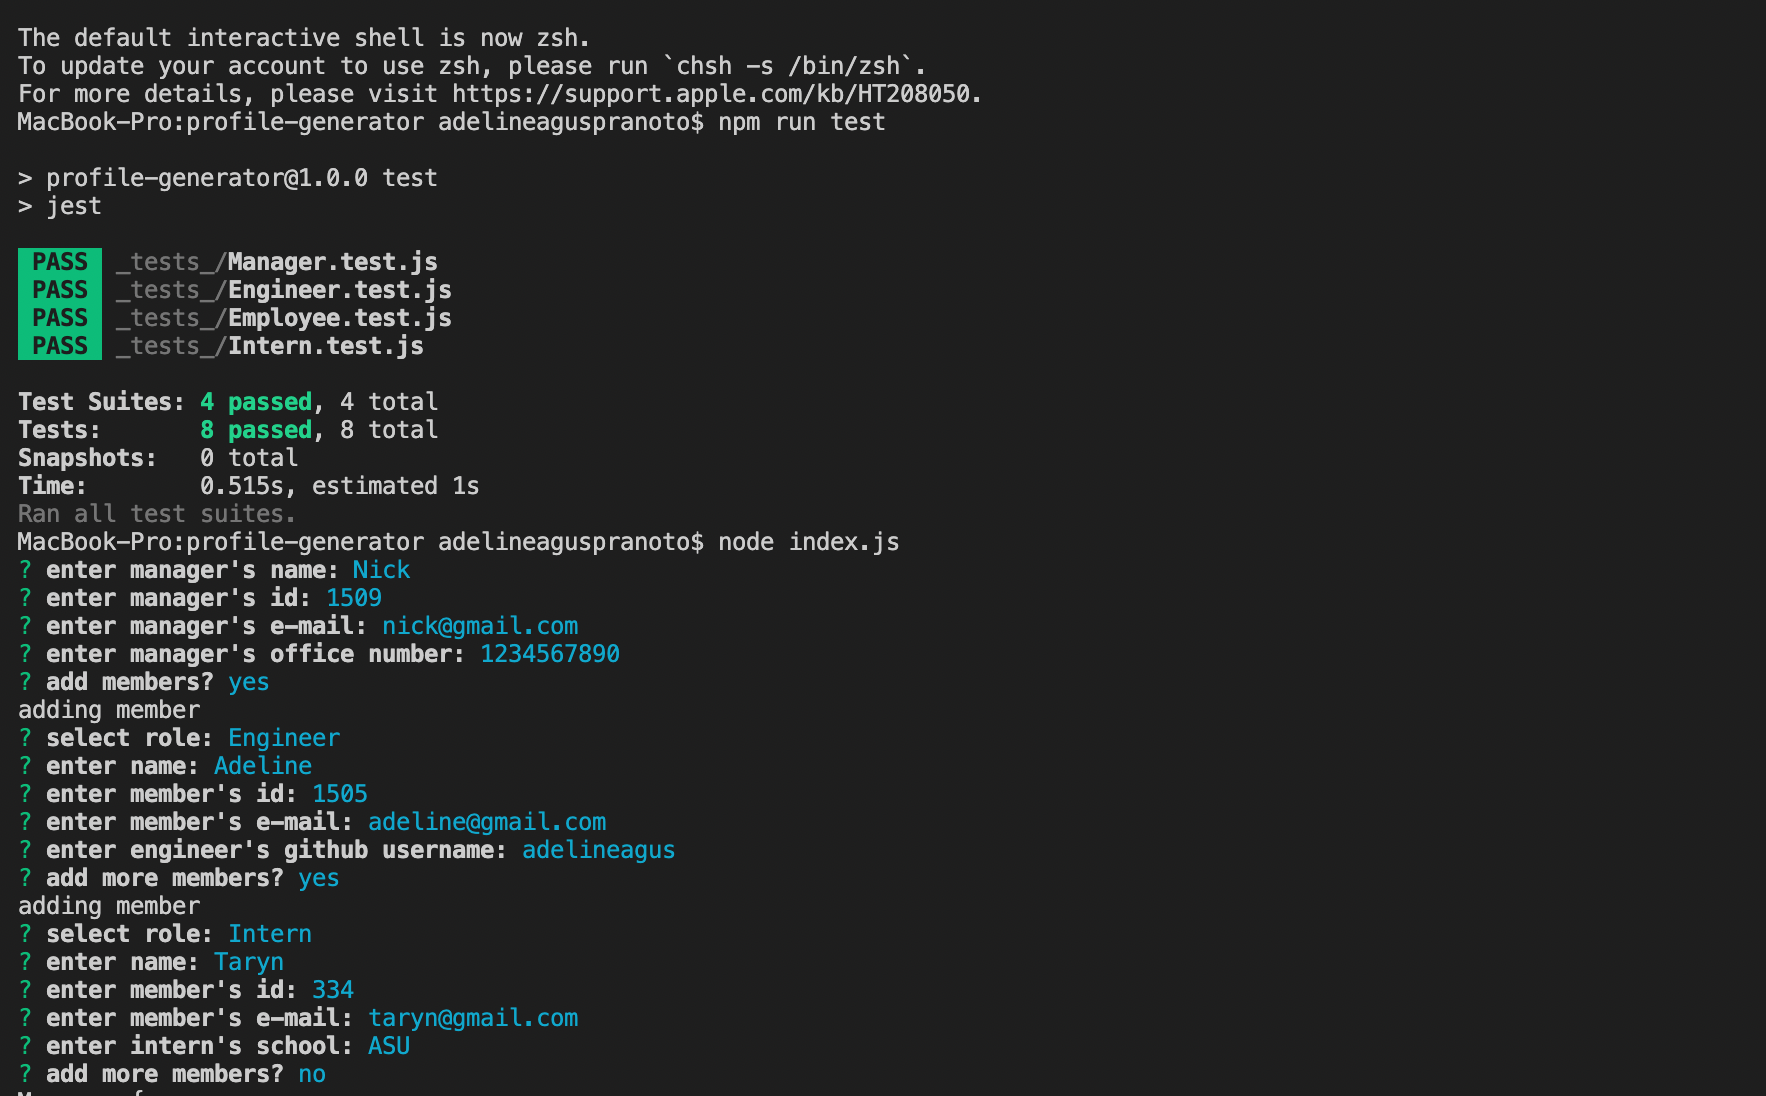 The default interactive shell is now zsh.
To update your account to use zsh, please run `chsh -s /bin/zsh`.
For more details, please visit https://support.apple.com/kb/HT208050.
MacBook-Pro:profile-generator adelineaguspranoto$ npm run test
> profile-generator@1.0.0 test
> jest
PASS _tests_/Manager.test.js
PASS _tests_/Engineer.test.js
PASS _tests_/Employee.test.js
PASS _tests_/Intern.test.js
Test Suites: 4 passed, 4 total
Tests: 8 passed, 8 total
Snapshots: 0 total
Time: 0.515s, estimated 1s
Ran all test suites.
MacBook-Pro:profile-generator adelineaguspranoto$ node index.js
? enter manager's name: Nick
? enter manager's id: 1509
? enter manager's e-mail: nick@gmail.com
? enter manager's office number: 1234567890
? add members? yes
adding member
? select role: Engineer
? enter name: Adeline
? enter member's id: 1505
? enter member's e-mail: adeline@gmail.com
? enter engineer's github username: adelineagus
? add more members? yes
adding member
? select role: Intern
? enter name: Taryn
? enter member's id: 334
? enter member's e-mail: taryn@gmail.com
? enter intern's school: ASU
? add more members? no